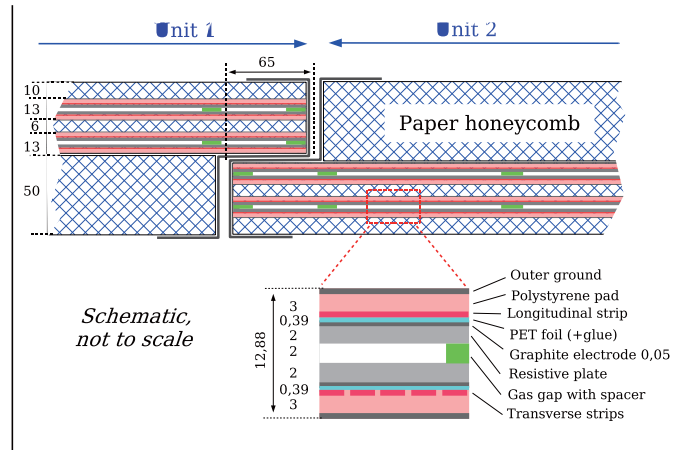 Unit 1
Unit 2
65
10
13
6
13
50
Paper honeycomb
Schematic,
not to scale
12,88
3
0,39
2
2
2
0,39
3
Outer ground
Polystyrene pad
Longitudinal strip
PET foil (+glue)
Graphite electrode 0,05
Resistive plate
Gas gap with spacer
Transverse strips